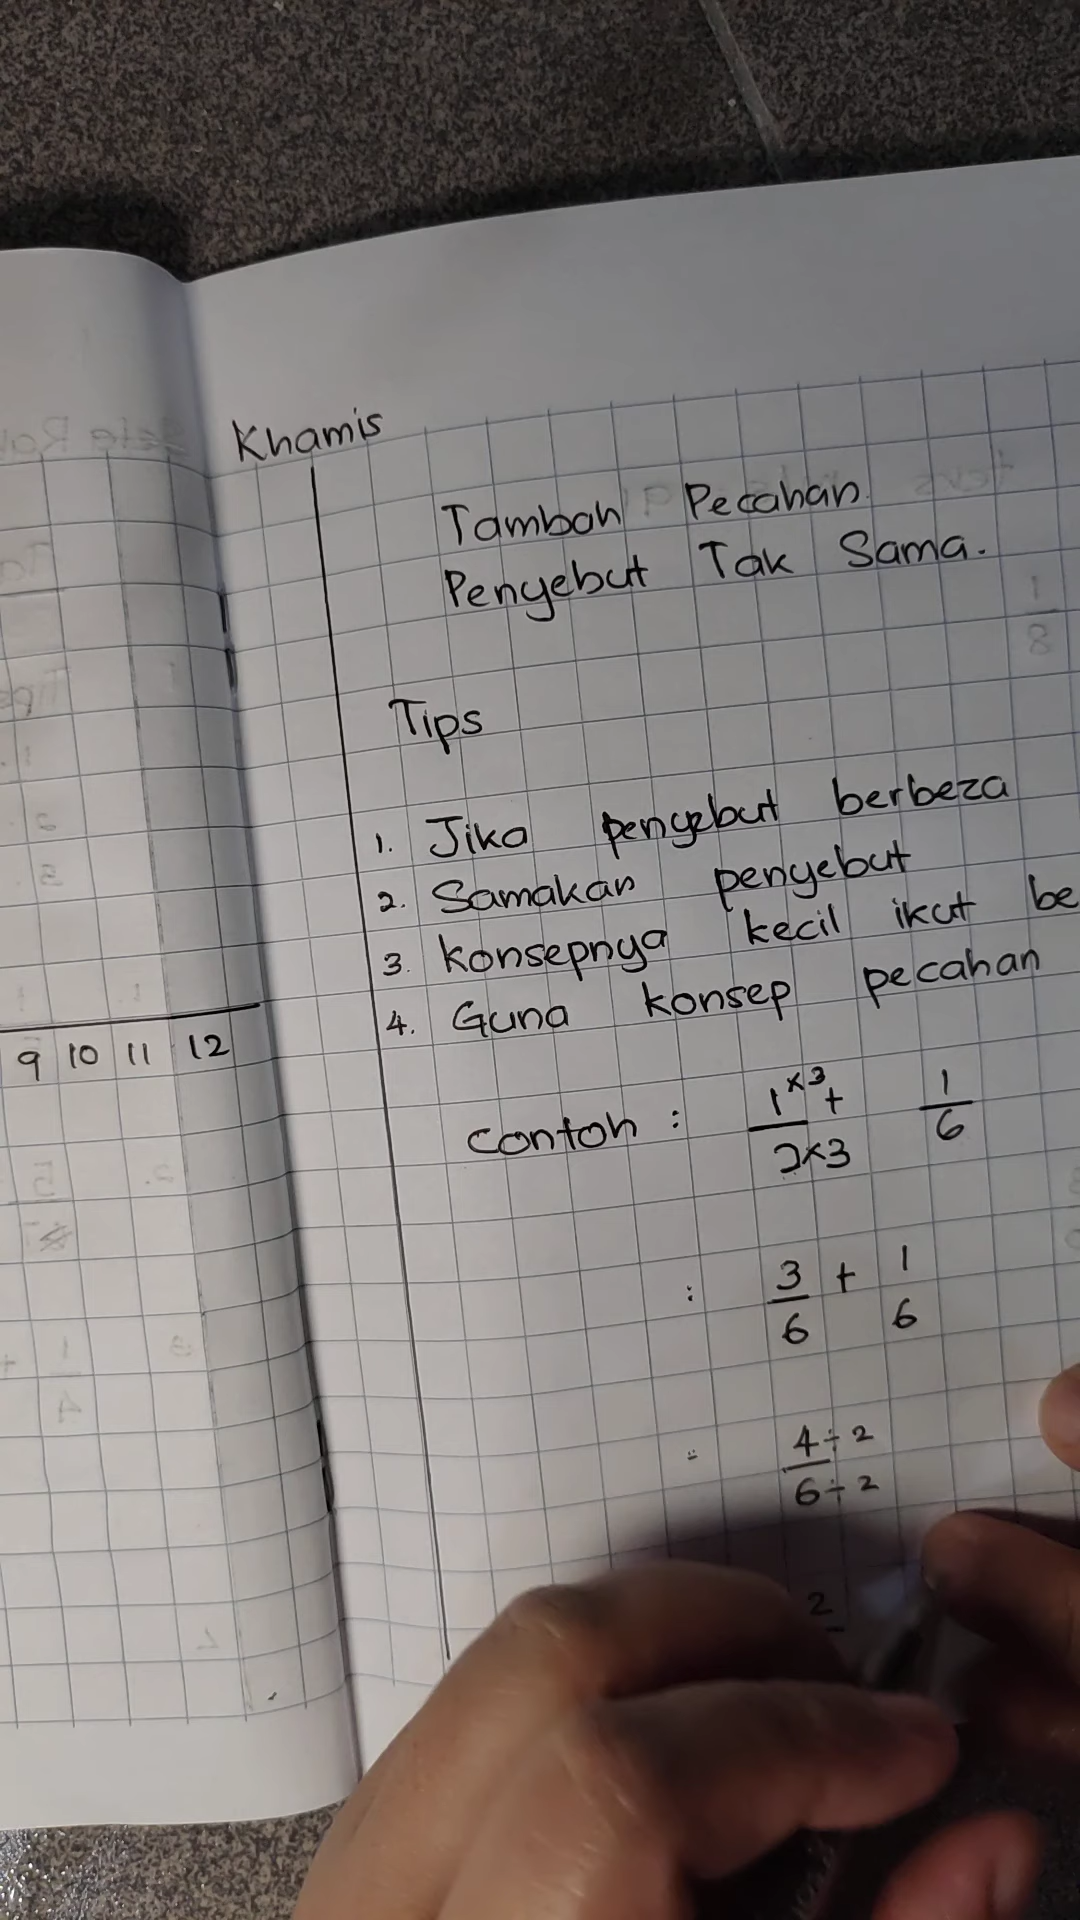 Khamis
Tambah Pecahan.
Penyebut Tak Sama.
Tips
1. Jika penyebut berbeza
2. Samakan penyebut
3. Konsepnya kecil ikut
4. Guna konsep pecahan
Contoh : 1×3/2×3 + 1/6
: 3/6 + 1/6
= 4÷2/6÷2
2
9 10 11 12